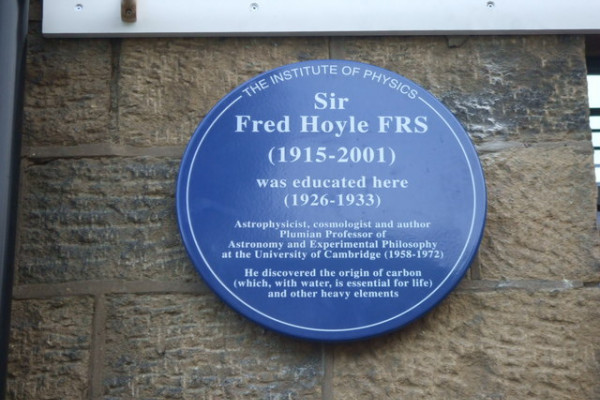 THE INSTITUTE OF PHYSICS
Sir
Fred Hoyle FRS
(1915-2001)
was educated here
(1926-1933)
Astrophysicist, cosmologist and author
Plumian Professor of
Astronomy and Experimental Philosophy
at the University of Cambridge (1958-1972)
He discovered the origin of carbon
(which, with water, is essential for life)
and other heavy elements